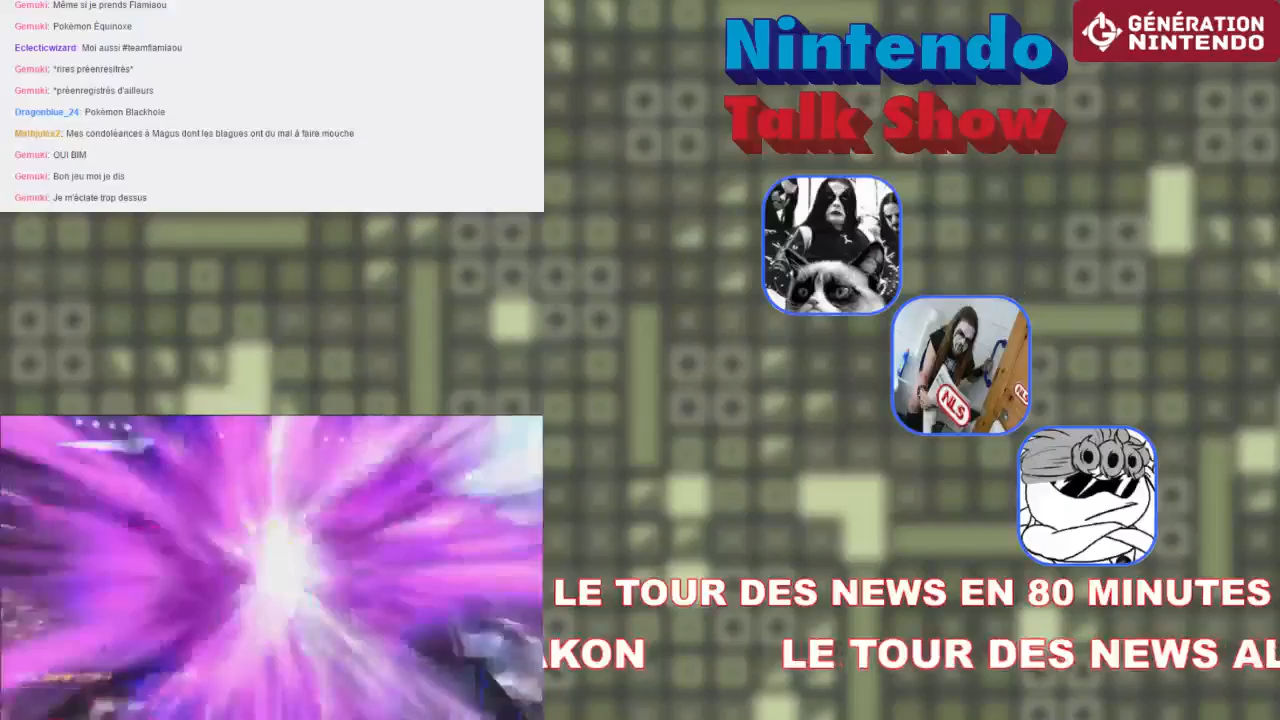 Gemuki: Même si je prends Flamiaou
Gemuki: Pokémon Equinoxe
Eclecticwizard: Moi aussi #teamflamiaou
Gemuki: *rires préenresitrés*
Gemuki: *préenregistrés d'ailleurs
Dragonblue_24: Pokémon Blackhole
Mes condoléances à Magus dont les blagues ont du mal à faire mouche
Gemuki: OUI BIM
Gemuki: Bon jeu moi je dis
Gemuki: Je m'éclate trop dessus
Nintendo
Talk Show
GÉNÉRATION
NINTENDO
NLS
NLS
LE TOUR DES NEWS EN 80 MINUTES
AKON LE TOUR DES NEWS AL